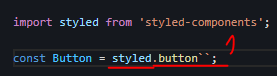 import styled from 'styled-components';
const Button = styled.button``;